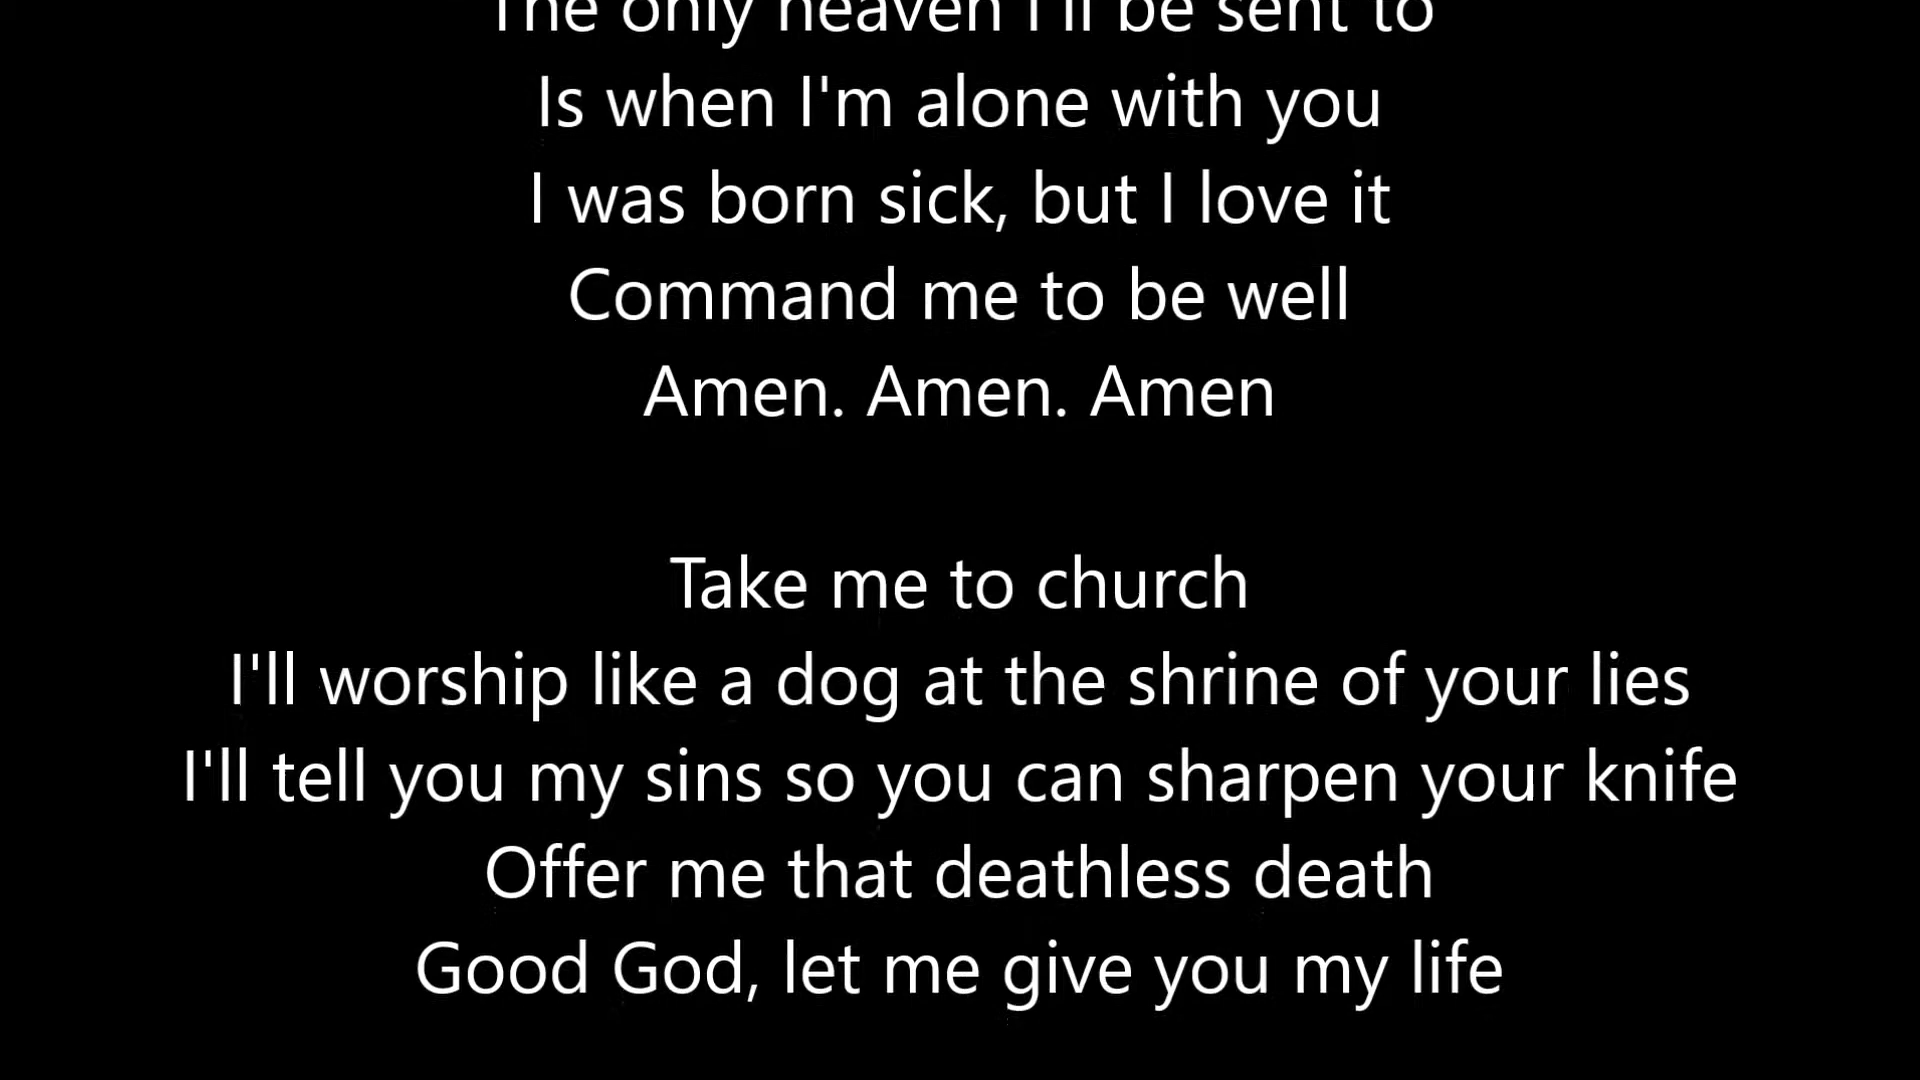 The only heaven I'll be sent to
Is when I'm alone with you
I was born sick, but I love it
Command me to be well
Amen. Amen. Amen
Take me to church
I'll worship like a dog at the shrine of your lies
I'll tell you my sins so you can sharpen your knife
Offer me that deathless death
Good God, let me give you my life